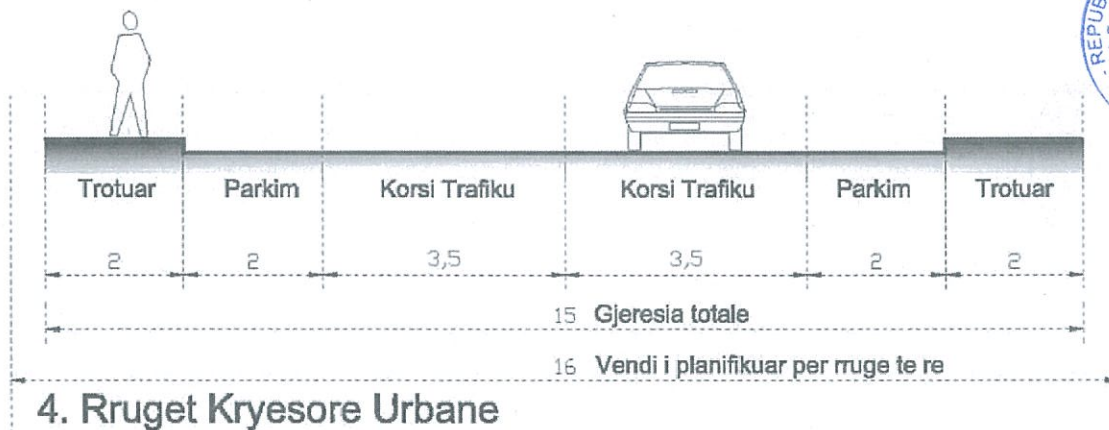 REPUB
Trotuar Parkim Korsi Trafiku Korsi Trafiku Parkim Trotuar
2 2 3,5 3,5 2 2
15 Gjeresia totale
16 Vendi i planifikuar per rruge te re
4. Rruget Kryesore Urbane